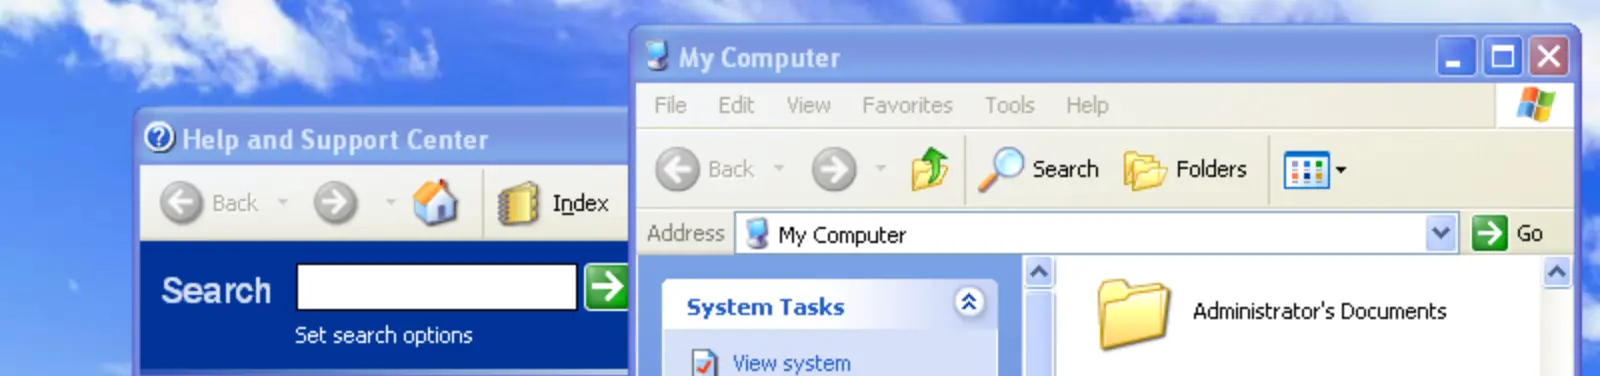 My Computer
File Edit View Favorites Tools Help
Back Search Folders
Address My Computer Go
System Tasks
View system
Administrator's Documents
Help and Support Center
Back Index
Search
Set search options